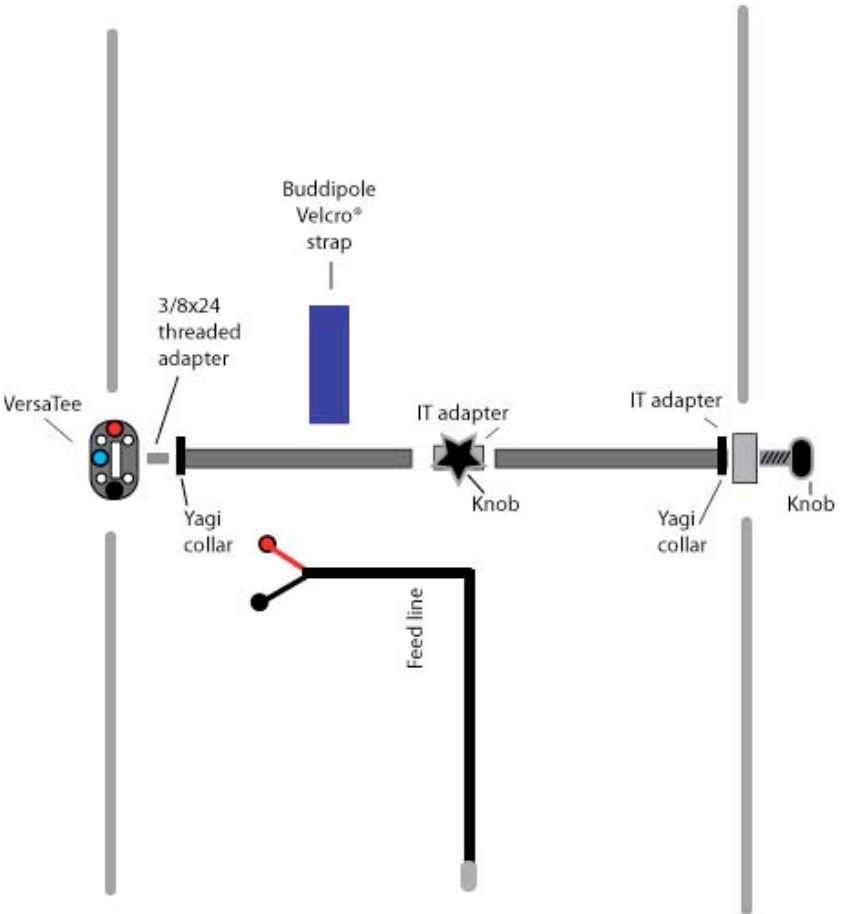 Buddipole
Velcro®
strap
3/8x24
threaded
adapter
VersaTee
IT adapter
IT adapter
Knob
Knob
Yagi
collar
Yagi
collar
Feed line